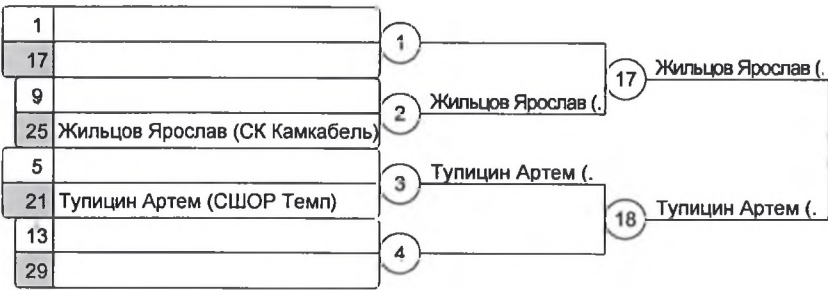 1
17
1
9
25 Жильцов Ярослав (СК Камкабель)
2
Жильцов Ярослав (.
17
Жильцов Ярослав (.
5
21 Тупицин Артем (СШОР Темп)
3
Тупицин Артем (.
13
29
4
18
Тупицин Артем (.